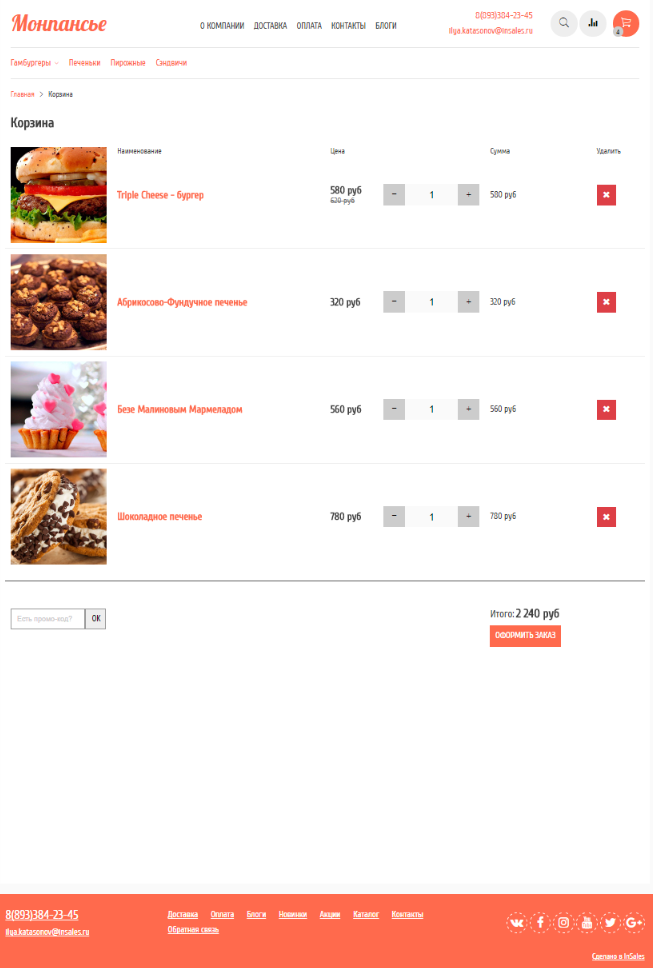 Монпансье
О КОМПАНИИ ДОСТАВКА ОПЛАТА КОНТАКТЫ БЛОГИ
8(893)384-23-45
ilya.katasonov@insales.ru
4
Гамбургеры Печеньки Пирожные Сэндвичи
Главная > Корзина
Корзина
Наименование Цена Сумма Удалить
Triple Cheese - бургер 580 руб − 1 + 580 руб
620 руб
Абрикосово-Фундучное печенье 320 руб − 1 + 320 руб
Безе Малиновым Мармеладом 560 руб − 1 + 560 руб
Шоколадное печенье 780 руб − 1 + 780 руб
Есть промо-код? OK
Итого: 2 240 руб
ОФОРМИТЬ ЗАКАЗ
8(893)384-23-45
ilya.katasonov@insales.ru
Доставка Оплата Блоги Новинки Акции Каталог Контакты
Обратная связь
Сделано в InSales